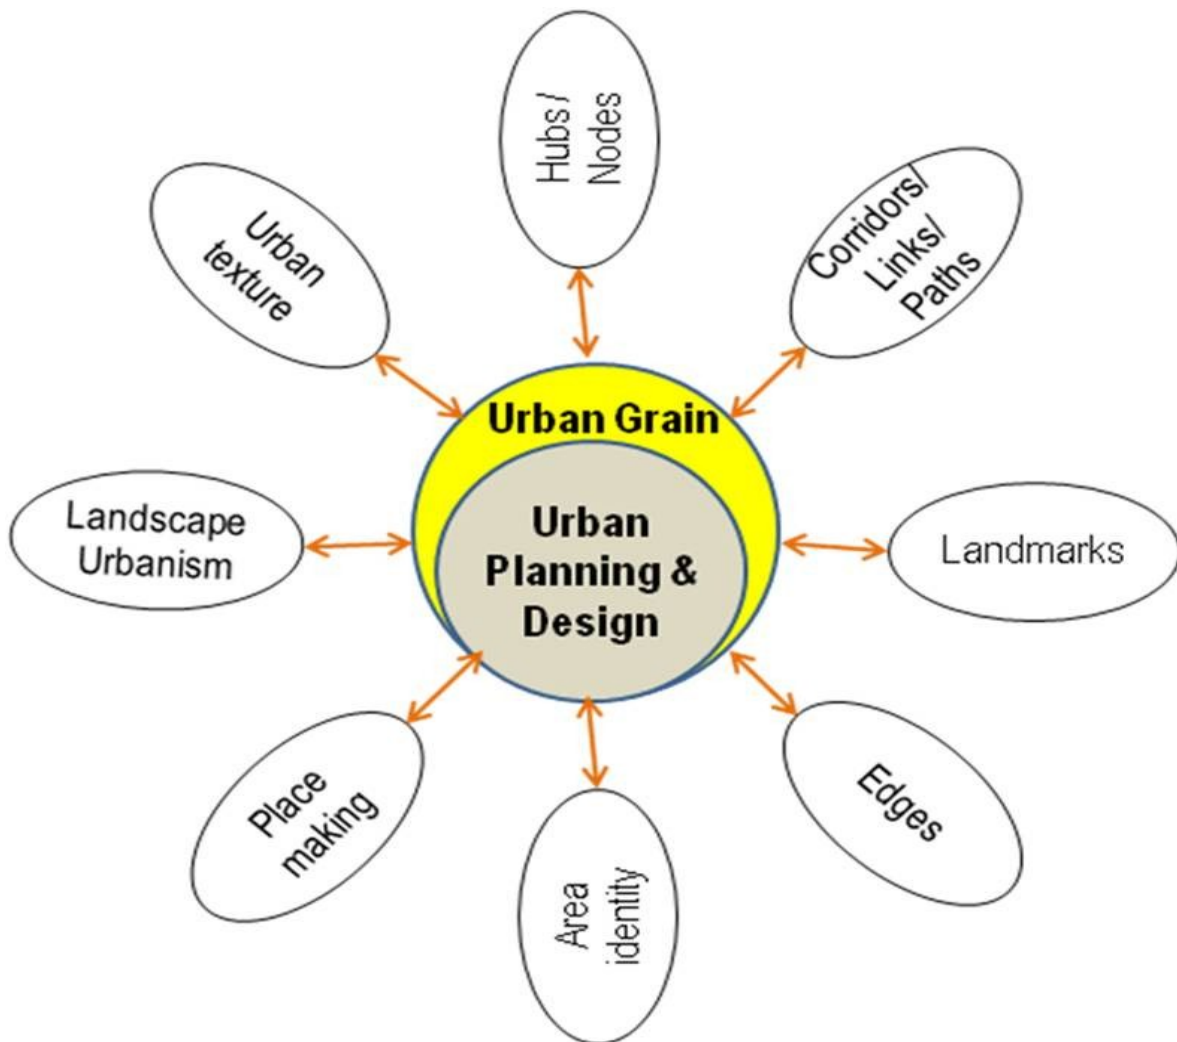 Hubs /
Nodes
Urban
texture
Corridors/
Links/
Paths
Urban Grain
Landscape
Urbanism
Urban
Planning &
Design
Landmarks
Place
making
Edges
Area
identity